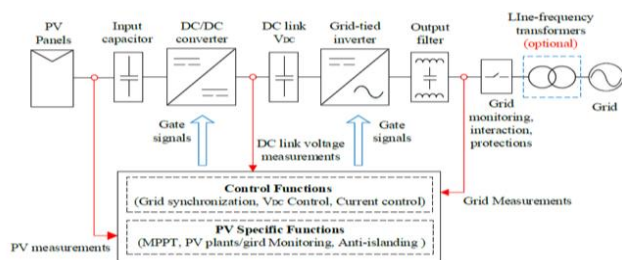 PV
Panels
Input
capacitor
DC/DC
converter
DC link
VDC
Grid-tied
inverter
Output
filter
LIne-frequency
transformers
(optional)
Gate
signals
DC link voltage
measurements
Gate
signals
Grid
monitoring,
interaction,
protections
Grid
Control Functions
(Grid synchronization, VDC Control, Current control)
Grid Measurements
PV Specific Functions
(MPPT, PV plants/gird Monitoring, Anti-islanding )
PV measurements